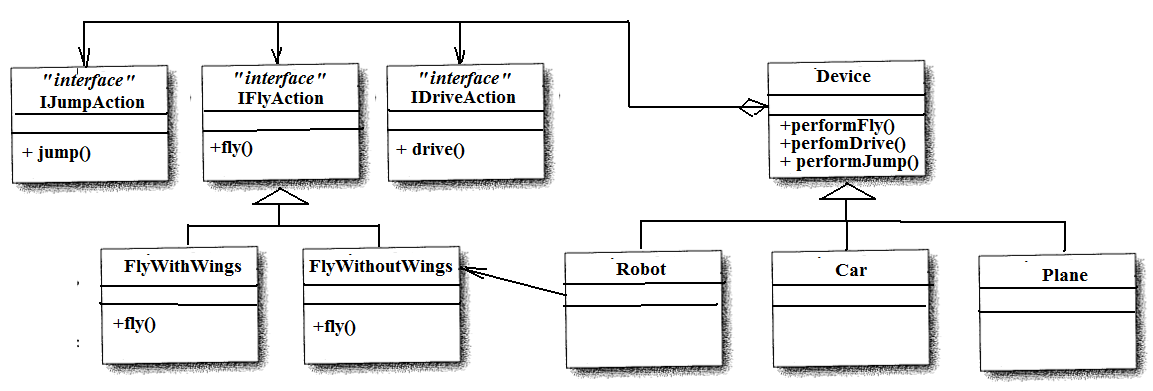 "interface"
IJumpAction
+ jump()
"interface"
IFlyAction
+fly()
"interface"
IDriveAction
+ drive()
Device
+performFly()
+perfomDrive()
+ performJump()
FlyWithWings
+fly()
FlyWithoutWings
+fly()
Robot
Car
Plane